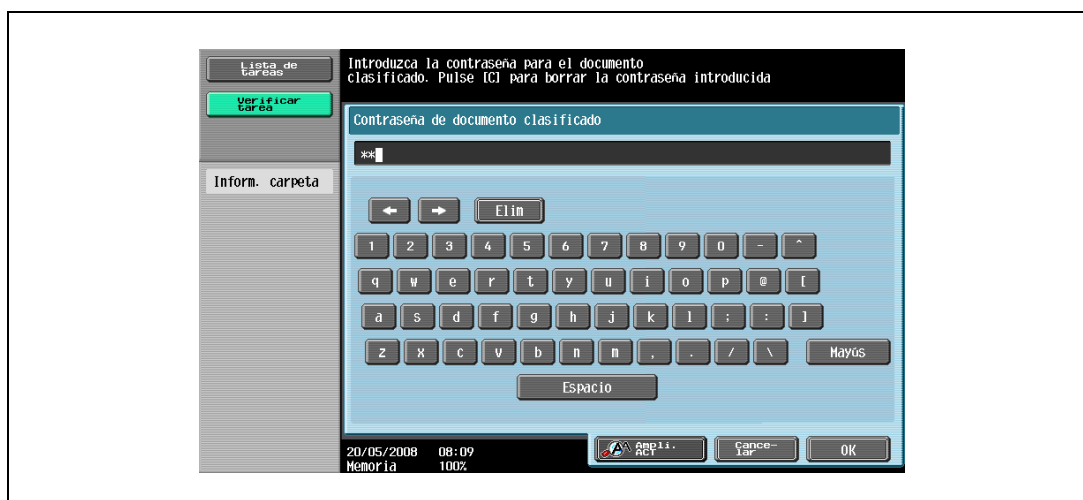 Lista de
tareas
Verificar
tarea
Inform. carpeta
Introduzca la contraseña para el documento
clasificado. Pulse [C] para borrar la contraseña introducida
Contraseña de documento clasificado
**
Elim
1 2 3 4 5 6 7 8 9 0 - ^
q w e r t y u i o p @ [
a s d f g h j k l ; : ]
z x c v b n m , . / \ Mayús
Espacio
20/05/2008 08:09
Memoria 100%
Ampli.
ACT
Cance-
lar
OK